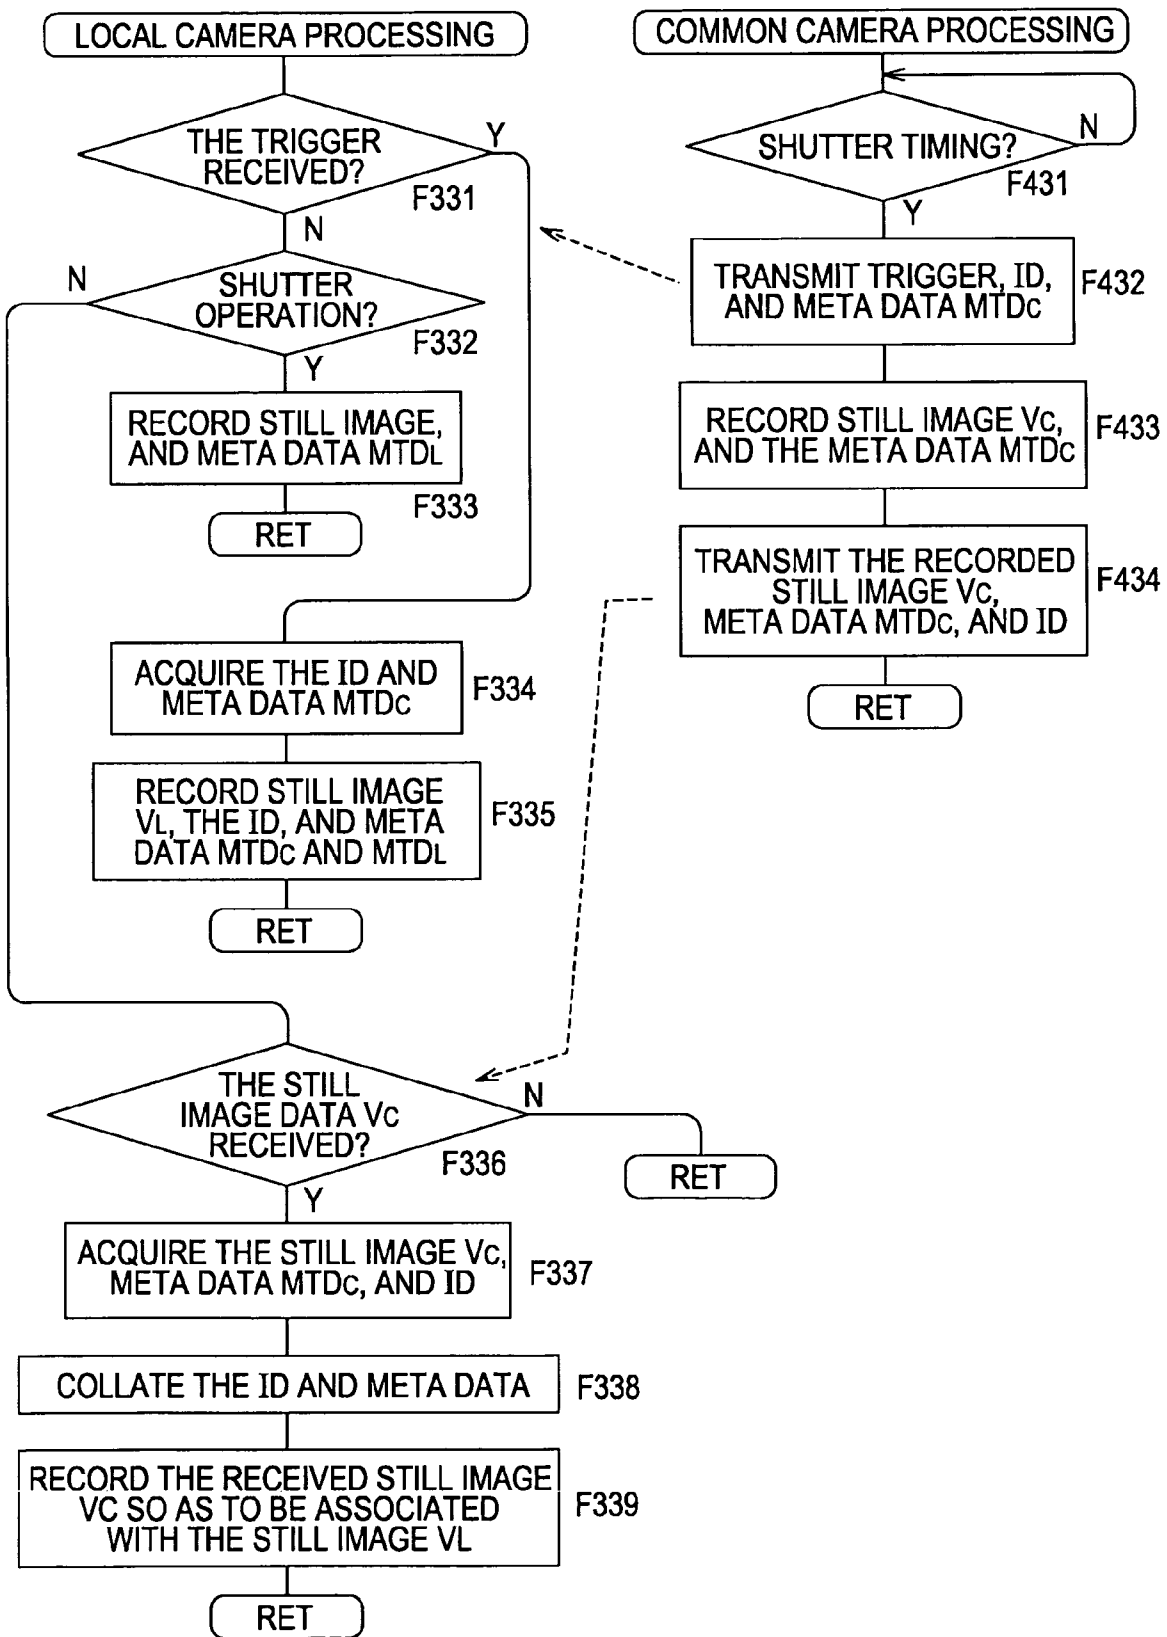 LOCAL CAMERA PROCESSING
THE TRIGGER
RECEIVED?
Y
F331
N
SHUTTER
OPERATION?
N
F332
Y
RECORD STILL IMAGE,
AND META DATA MTDL
F333
RET
ACQUIRE THE ID AND
META DATA MTDC
F334
RECORD STILL IMAGE
VL, THE ID, AND META
DATA MTDC AND MTDL
F335
RET
THE STILL
IMAGE DATA VC
RECEIVED?
N
F336
RET
Y
ACQUIRE THE STILL IMAGE VC,
META DATA MTDC, AND ID
F337
COLLATE THE ID AND META DATA
F338
RECORD THE RECEIVED STILL IMAGE
VC SO AS TO BE ASSOCIATED
WITH THE STILL IMAGE VL
F339
RET
COMMON CAMERA PROCESSING
SHUTTER TIMING?
N
F431
Y
TRANSMIT TRIGGER, ID,
AND META DATA MTDC
F432
RECORD STILL IMAGE VC,
AND THE META DATA MTDC
F433
TRANSMIT THE RECORDED
STILL IMAGE VC,
META DATA MTDC, AND ID
F434
RET